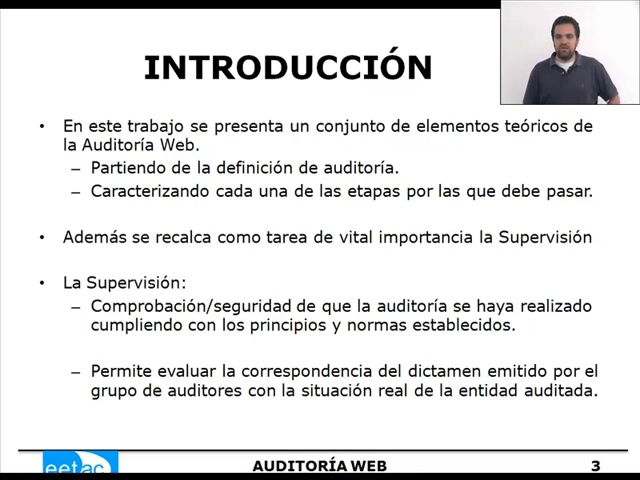 INTRODUCCIÓN
• En este trabajo se presenta un conjunto de elementos teóricos de
la Auditoría Web.
– Partiendo de la definición de auditoría.
– Caracterizando cada una de las etapas por las que debe pasar.
• Además se recalca como tarea de vital importancia la Supervisión
• La Supervisión:
– Comprobación/seguridad de que la auditoría se haya realizado
cumpliendo con los principios y normas establecidos.
– Permite evaluar la correspondencia del dictamen emitido por el
grupo de auditores con la situación real de la entidad auditada.
eetac
AUDITORÍA WEB
3